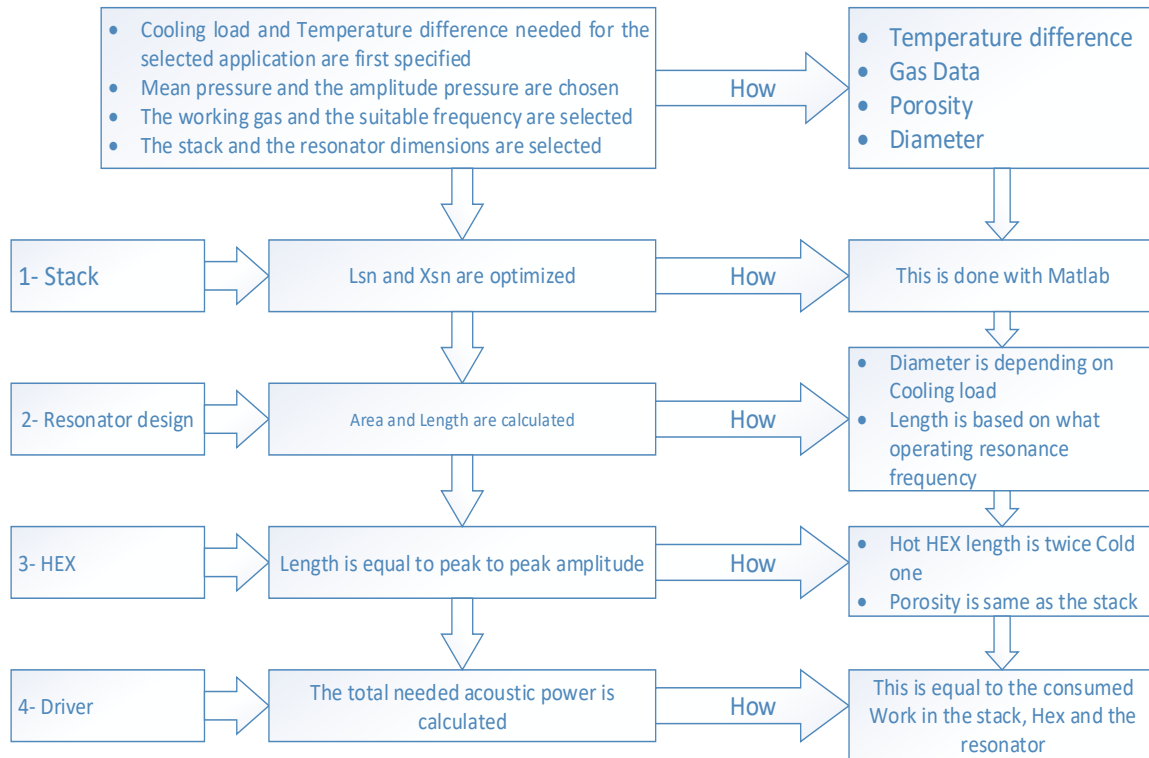 • Cooling load and Temperature difference needed for the
selected application are first specified
• Mean pressure and the amplitude pressure are chosen
• The working gas and the suitable frequency are selected
• The stack and the resonator dimensions are selected
How
• Temperature difference
• Gas Data
• Porosity
• Diameter
1- Stack
Lsn and Xsn are optimized
How
This is done with Matlab
2- Resonator design
Area and Length are calculated
How
• Diameter is depending on
Cooling load
• Length is based on what
operating resonance
frequency
3- HEX
Length is equal to peak to peak amplitude
How
• Hot HEX length is twice Cold
one
• Porosity is same as the stack
4- Driver
The total needed acoustic power is
calculated
How
This is equal to the consumed
Work in the stack, Hex and the
resonator